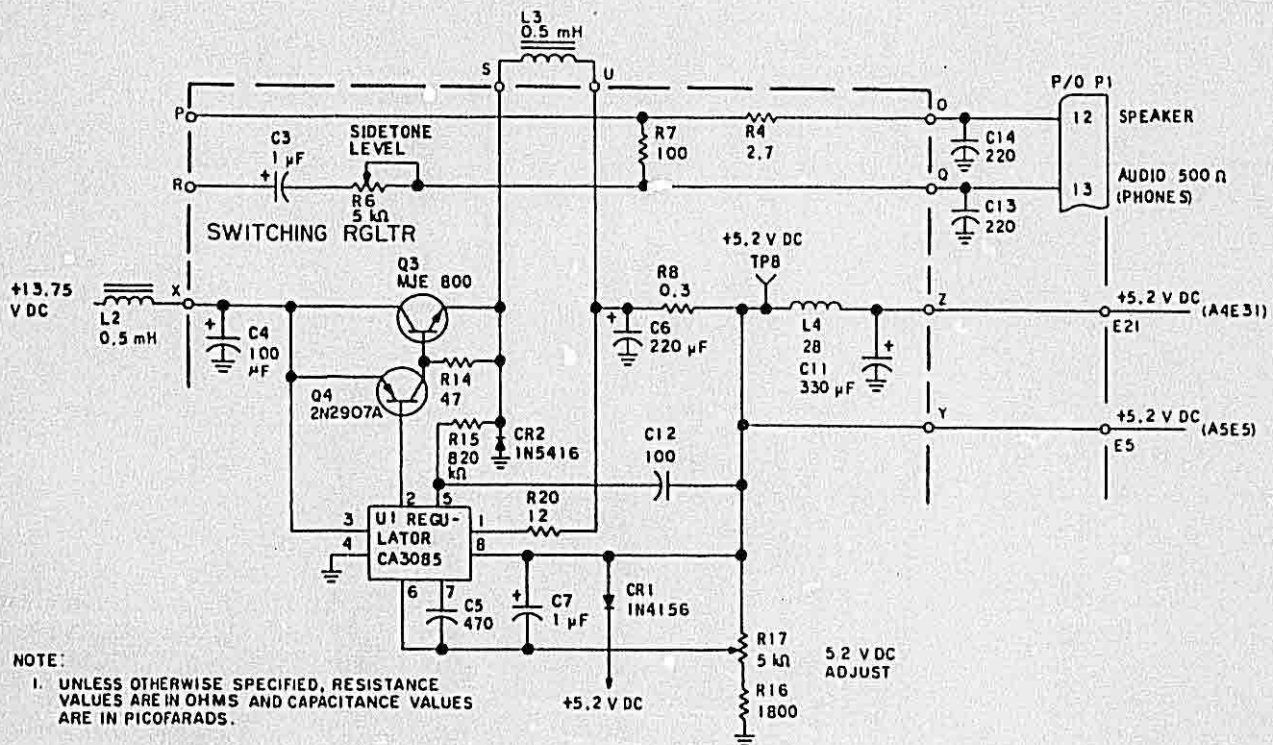 L3
0.5 mH
S
U
P
C3
1 µF
+
SIDETONE
LEVEL
R6
5 kΩ
R
R7
100
R4
2.7
O
C14
220
P/O P1
12
SPEAKER
Q
C13
220
13
AUDIO 500 Ω
(PHONES)
SWITCHING RGLTR
+13.75
V DC
L2
0.5 mH
X
+
C4
100
µF
Q3
MJE 800
Q4
2N2907A
R14
47
R15
820
kΩ
CR2
1N5416
+
C6
220 µF
R8
0.3
+5.2 V DC
TP8
L4
28
C11
330 µF
+
Z
E21
+5.2 V DC (A4E31)
Y
E5
+5.2 V DC (A5E5)
C12
100
R20
12
2 5
3
4
U1 REGU-
LATOR
CA3085
1
8
6 7
C5
470
+
C7
1 µF
CR1
1N4156
+5.2 V DC
R17
5 kΩ
5.2 V DC
ADJUST
R16
1800
NOTE:
1. UNLESS OTHERWISE SPECIFIED, RESISTANCE
VALUES ARE IN OHMS AND CAPACITANCE VALUES
ARE IN PICOFARADS.